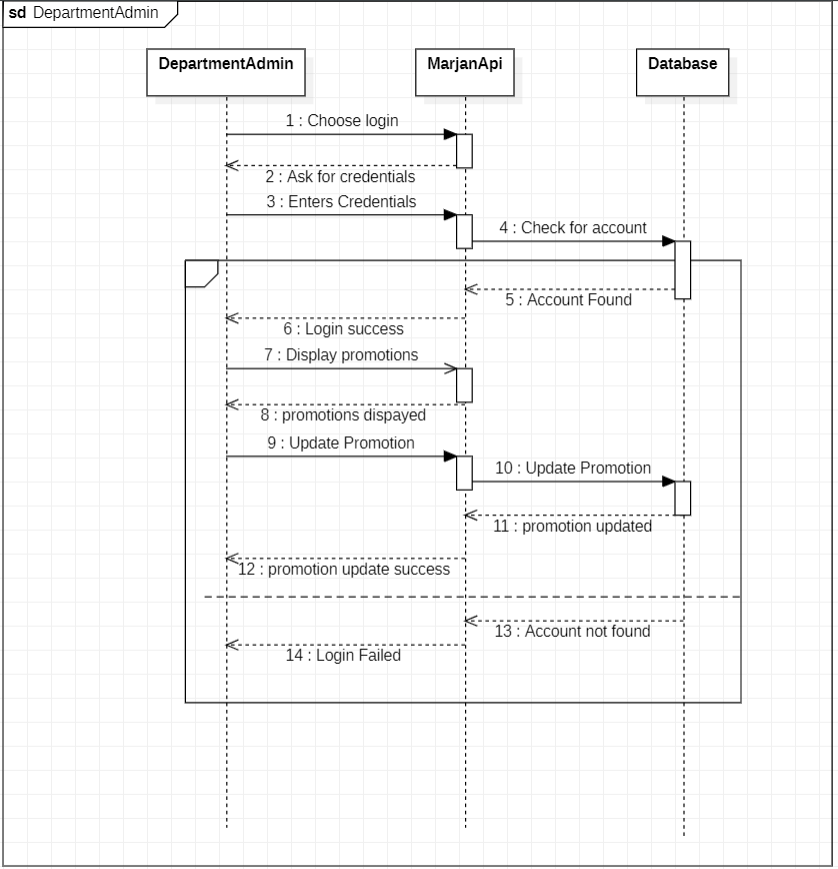 sd DepartmentAdmin
DepartmentAdmin
MarjanApi
Database
1 : Choose login
2 : Ask for credentials
3 : Enters Credentials
4 : Check for account
5 : Account Found
6 : Login success
7 : Display promotions
8 : promotions dispayed
9 : Update Promotion
10 : Update Promotion
11 : promotion updated
12 : promotion update success
13 : Account not found
14 : Login Failed